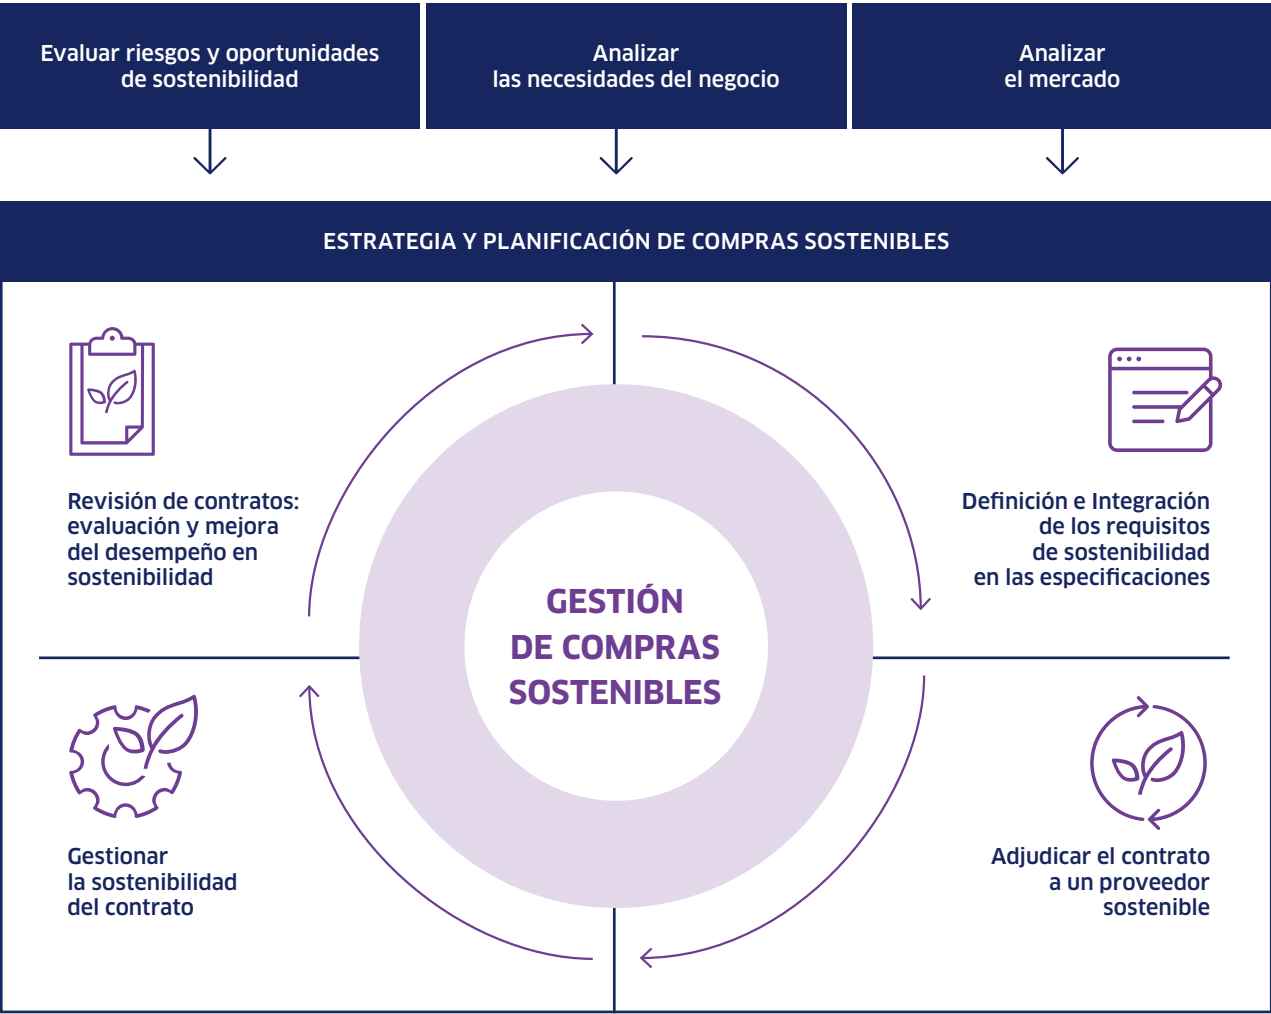 Evaluar riesgos y oportunidades
de sostenibilidad
Analizar
las necesidades del negocio
Analizar
el mercado
ESTRATEGIA Y PLANIFICACIÓN DE COMPRAS SOSTENIBLES
Revisión de contratos:
evaluación y mejora
del desempeño en
sostenibilidad
Definición e Integración
de los requisitos
de sostenibilidad
en las especificaciones
GESTIÓN
DE COMPRAS
SOSTENIBLES
Gestionar
la sostenibilidad
del contrato
Adjudicar el contrato
a un proveedor
sostenible